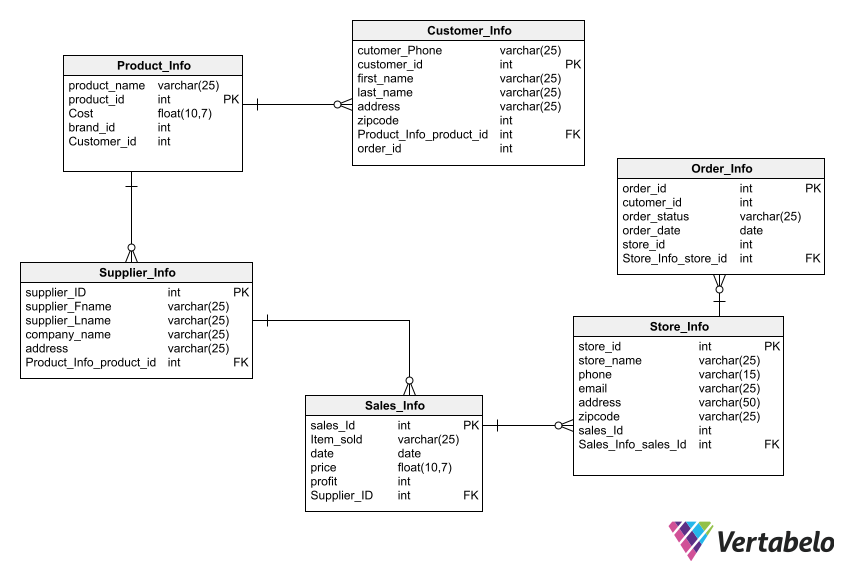 Customer_Info
cutomer_Phone varchar(25)
customer_id int PK
first_name varchar(25)
last_name varchar(25)
address varchar(25)
zipcode int
Product_Info_product_id int FK
order_id int
Product_Info
product_name varchar(25)
product_id int PK
Cost float(10,7)
brand_id int
Customer_id int
Order_Info
order_id int PK
cutomer_id int
order_status varchar(25)
order_date date
store_id int
Store_Info_store_id int FK
Supplier_Info
supplier_ID int PK
supplier_Fname varchar(25)
supplier_Lname varchar(25)
company_name varchar(25)
address varchar(25)
Product_Info_product_id int FK
Store_Info
store_id int PK
store_name varchar(25)
phone varchar(15)
email varchar(25)
address varchar(50)
zipcode varchar(25)
sales_Id int
Sales_Info_sales_Id int FK
Sales_Info
sales_Id int PK
Item_sold varchar(25)
date date
price float(10,7)
profit int
Supplier_ID int FK
Vertabelo